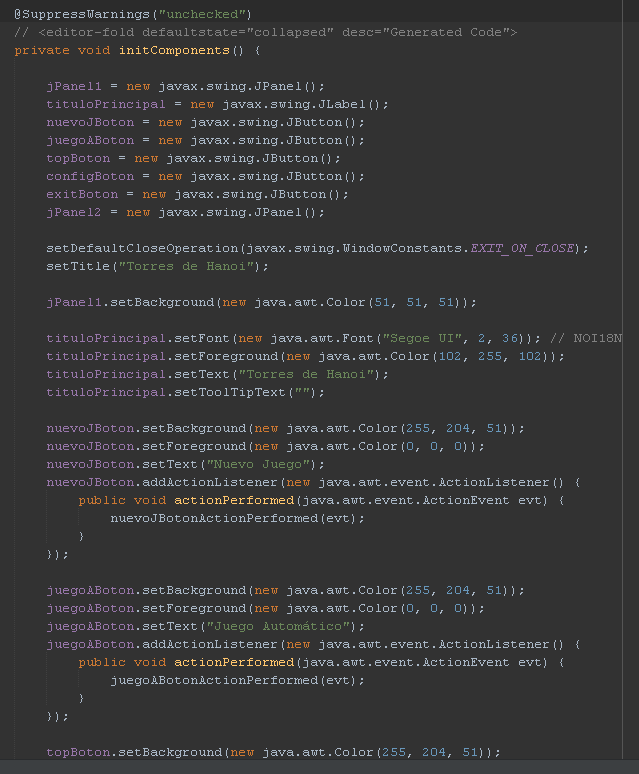 @SuppressWarnings("unchecked")
// <editor-fold defaultstate="collapsed" desc="Generated Code">
private void initComponents() {
jPanel1 = new javax.swing.JPanel();
tituloPrincipal = new javax.swing.JLabel();
nuevoJBoton = new javax.swing.JButton();
juegoABoton = new javax.swing.JButton();
topBoton = new javax.swing.JButton();
configBoton = new javax.swing.JButton();
exitBoton = new javax.swing.JButton();
jPanel2 = new javax.swing.JPanel();
setDefaultCloseOperation(javax.swing.WindowConstants.EXIT_ON_CLOSE);
setTitle("Torres de Hanoi");
jPanel1.setBackground(new java.awt.Color(51, 51, 51));
tituloPrincipal.setFont(new java.awt.Font("Segoe UI", 2, 36)); // NOI18N
tituloPrincipal.setForeground(new java.awt.Color(102, 255, 102));
tituloPrincipal.setText("Torres de Hanoi");
tituloPrincipal.setToolTipText("");
nuevoJBoton.setBackground(new java.awt.Color(255, 204, 51));
nuevoJBoton.setForeground(new java.awt.Color(0, 0, 0));
nuevoJBoton.setText("Nuevo Juego");
nuevoJBoton.addActionListener(new java.awt.event.ActionListener() {
public void actionPerformed(java.awt.event.ActionEvent evt) {
nuevoJBotonActionPerformed(evt);
}
});
juegoABoton.setBackground(new java.awt.Color(255, 204, 51));
juegoABoton.setForeground(new java.awt.Color(0, 0, 0));
juegoABoton.setText("Juego Automático");
juegoABoton.addActionListener(new java.awt.event.ActionListener() {
public void actionPerformed(java.awt.event.ActionEvent evt) {
juegoABotonActionPerformed(evt);
}
});
topBoton.setBackground(new java.awt.Color(255, 204, 51));